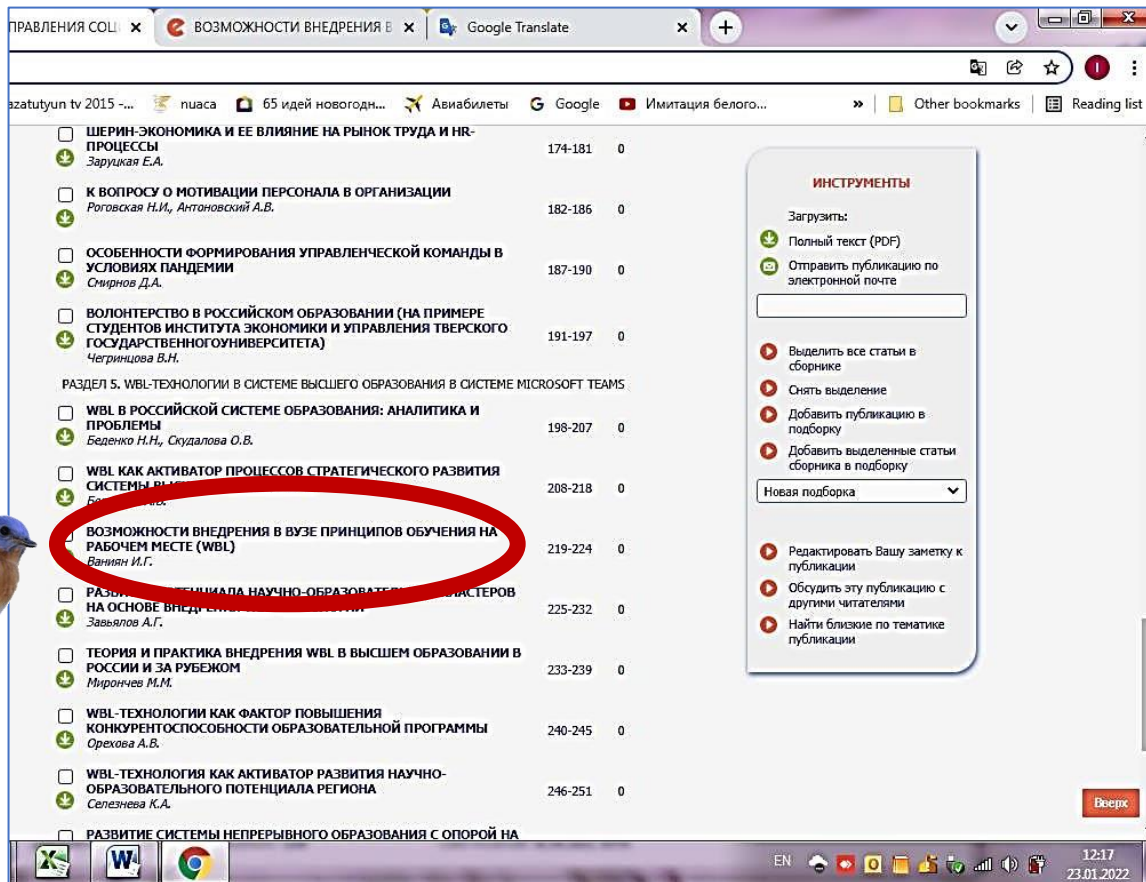 ПРАВЛЕНИЯ СОЦ
ВОЗМОЖНОСТИ ВНЕДРЕНИЯ В
Google Translate
azatutyun tv 2015 -...
nuaca
65 идей новогодн...
Авиабилеты
Google
Имитация белого...
»
Other bookmarks
Reading list
ШЕРИН-ЭКОНОМИКА И ЕЕ ВЛИЯНИЕ НА РЫНОК ТРУДА И HR-
ПРОЦЕССЫ
Заруцкая Е.А.
174-181 0
К ВОПРОСУ О МОТИВАЦИИ ПЕРСОНАЛА В ОРГАНИЗАЦИИ
Роговская Н.И., Антоновский А.В.
182-186 0
ОСОБЕННОСТИ ФОРМИРОВАНИЯ УПРАВЛЕНЧЕСКОЙ КОМАНДЫ В
УСЛОВИЯХ ПАНДЕМИИ
Смирнов Д.А.
187-190 0
ВОЛОНТЕРСТВО В РОССИЙСКОМ ОБРАЗОВАНИИ (НА ПРИМЕРЕ
СТУДЕНТОВ ИНСТИТУТА ЭКОНОМИКИ И УПРАВЛЕНИЯ ТВЕРСКОГО
ГОСУДАРСТВЕННОГОУНИВЕРСИТЕТА)
Чегринцова В.Н.
191-197 0
РАЗДЕЛ 5. WBL-ТЕХНОЛОГИИ В СИСТЕМЕ ВЫСШЕГО ОБРАЗОВАНИЯ В СИСТЕМЕ MICROSOFT TEAMS
WBL В РОССИЙСКОЙ СИСТЕМЕ ОБРАЗОВАНИЯ: АНАЛИТИКА И
ПРОБЛЕМЫ
Беденко Н.Н., Скудалова О.В.
198-207 0
WBL КАК АКТИВАТОР ПРОЦЕССОВ СТРАТЕГИЧЕСКОГО РАЗВИТИЯ
СИСТЕМЫ
208-218 0
ВОЗМОЖНОСТИ ВНЕДРЕНИЯ В ВУЗЕ ПРИНЦИПОВ ОБУЧЕНИЯ НА
РАБОЧЕМ МЕСТЕ (WBL)
Ваниян И.Г.
219-224 0
НАУЧНО-
НА ОСНОВЕ
Завьялов А.Г.
225-232 0
ТЕОРИЯ И ПРАКТИКА ВНЕДРЕНИЯ WBL В ВЫСШЕМ ОБРАЗОВАНИИ В
РОССИИ И ЗА РУБЕЖОМ
Мирончев М.М.
233-239 0
WBL-ТЕХНОЛОГИИ КАК ФАКТОР ПОВЫШЕНИЯ
КОНКУРЕНТОСПОСОБНОСТИ ОБРАЗОВАТЕЛЬНОЙ ПРОГРАММЫ
Орехова А.В.
240-245 0
WBL-ТЕХНОЛОГИЯ КАК АКТИВАТОР РАЗВИТИЯ НАУЧНО-
ОБРАЗОВАТЕЛЬНОГО ПОТЕНЦИАЛА РЕГИОНА
Селезнева К.А.
246-251 0
РАЗВИТИЕ СИСТЕМЫ НЕПРЕРЫВНОГО ОБРАЗОВАНИЯ С ОПОРОЙ НА
ИНСТРУМЕНТЫ
Загрузить:
Полный текст (PDF)
Отправить публикацию по
электронной почте
Выделить все статьи в
сборнике
Снять выделение
Добавить публикацию в
подборку
Добавить выделенные статьи
сборника в подборку
Новая подборка
Редактировать Вашу заметку к
публикации
Обсудить эту публикацию с
другими читателями
Найти близкие по тематике
публикации
Вверх
EN
12:17
23.01.2022